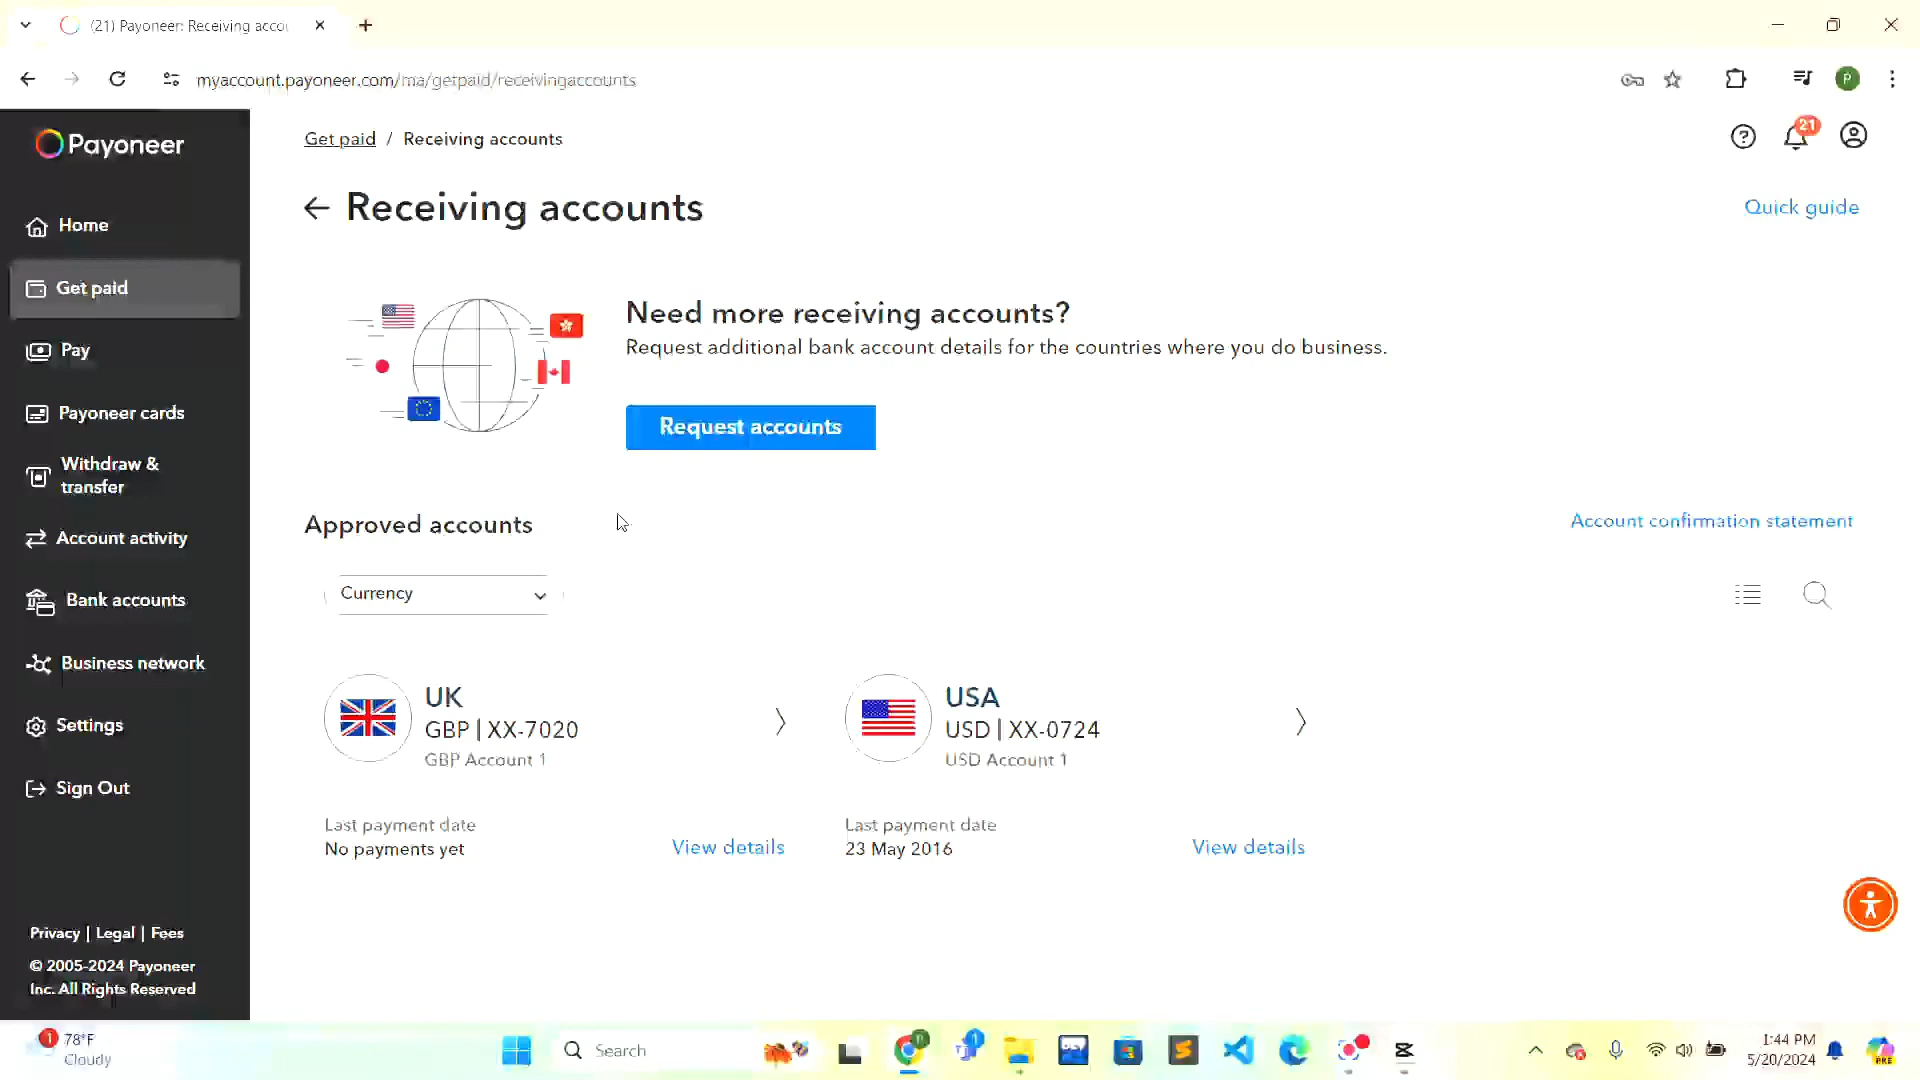 (21) Payoneer: Receiving accou
myaccount.payoneer.com/ma/getpaid/receivingaccounts
P
Payoneer
Home
Get paid
Pay
Payoneer cards
Withdraw &
transfer
Account activity
Bank accounts
Business network
Settings
Sign Out
Privacy | Legal | Fees
© 2005-2024 Payoneer
Inc. All Rights Reserved
Get paid / Receiving accounts
21
Receiving accounts
Quick guide
Need more receiving accounts?
Request additional bank account details for the countries where you do business.
Request accounts
Approved accounts
Account confirmation statement
Currency
UK
GBP | XX-7020
GBP Account 1
Last payment date
No payments yet
View details
USA
USD | XX-0724
USD Account 1
Last payment date
23 May 2016
View details
1
78°F
Cloudy
Search
1
1:44 PM
5/20/2024
PRE